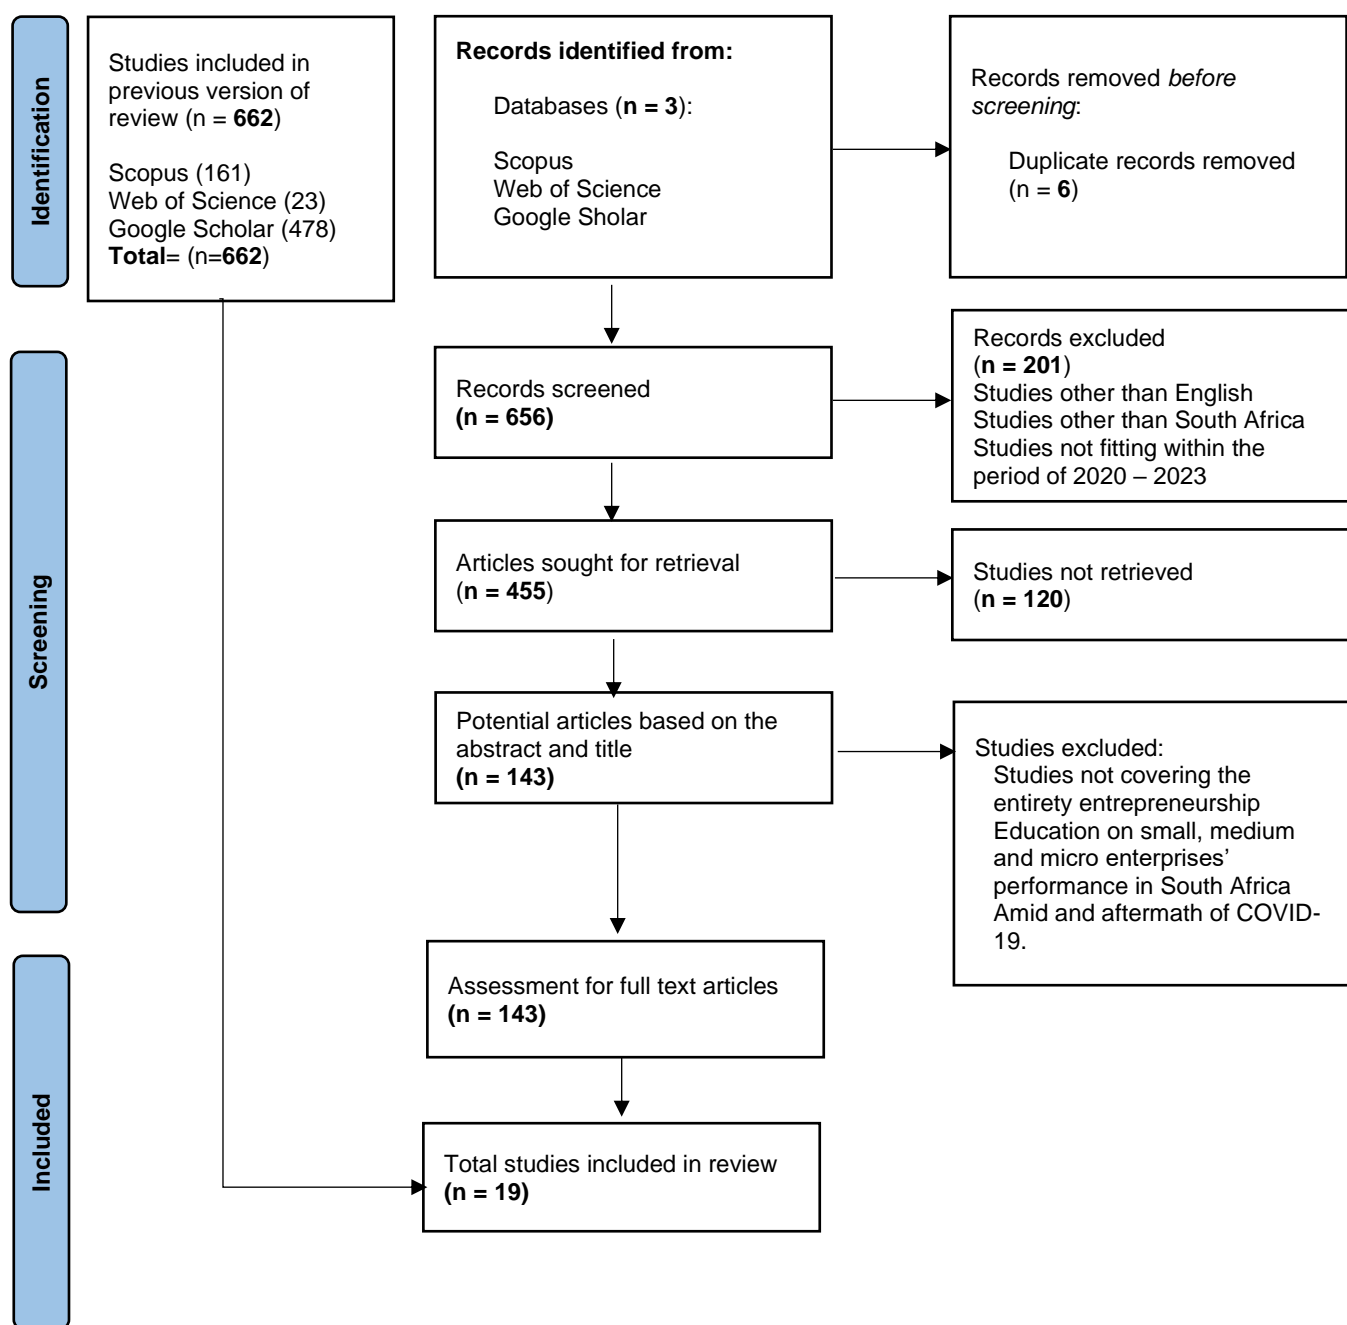 Identification
Studies included in
previous version of
review (n = 662)
Scopus (161)
Web of Science (23)
Google Scholar (478)
Total= (n=662)
Records identified from:
Databases (n = 3):
Scopus
Web of Science
Google Sholar
Records removed before
screening:
Duplicate records removed
(n = 6)
Screening
Records screened
(n = 656)
Records excluded
(n = 201)
Studies other than English
Studies other than South Africa
Studies not fitting within the
period of 2020 – 2023
Articles sought for retrieval
(n = 455)
Studies not retrieved
(n = 120)
Potential articles based on the
abstract and title
(n = 143)
Studies excluded:
Studies not covering the
entirety entrepreneurship
Education on small, medium
and micro enterprises’
performance in South Africa
Amid and aftermath of COVID-
19.
Included
Assessment for full text articles
(n = 143)
Total studies included in review
(n = 19)